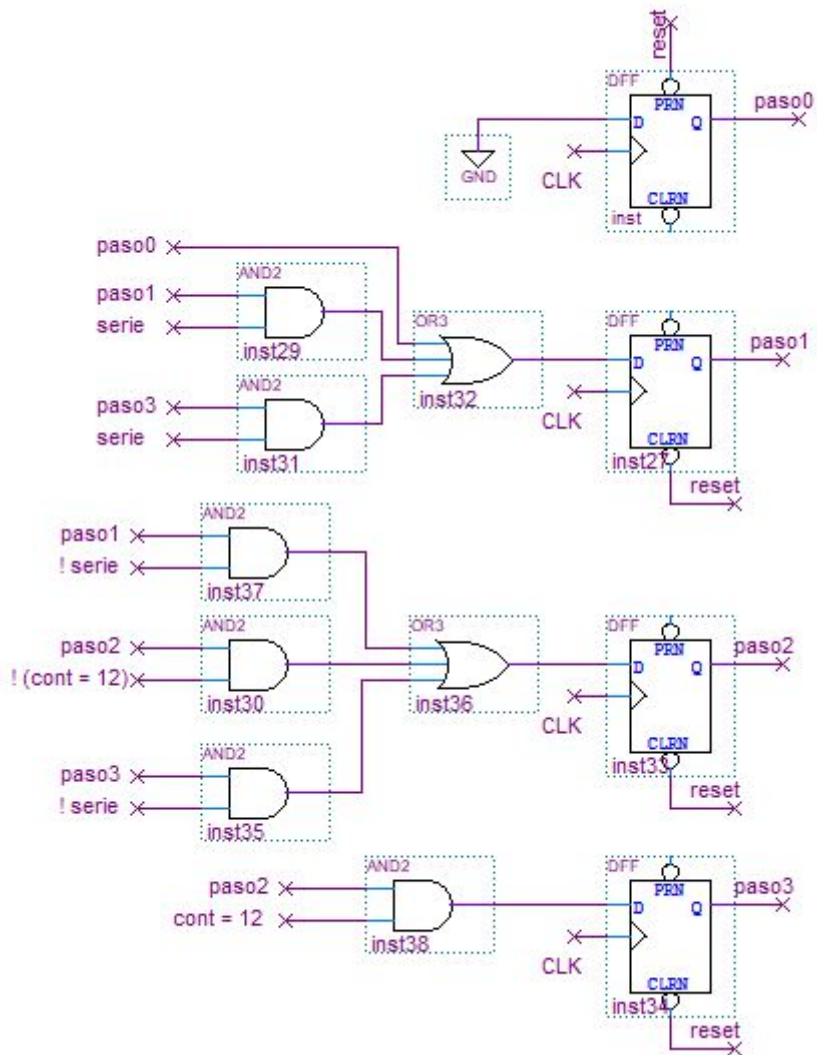 reset
DFF
PRN
D Q
paso0
CLK
GND
CLRN
inst
paso0
AND2
paso1
serie
inst29
OR3
inst32
AND2
paso3
serie
inst31
DFF
PRN
D Q
paso1
CLK
CLRN
inst27
reset
AND2
paso1
! serie
inst37
AND2
paso2
! (cont = 12)
inst30
OR3
inst36
AND2
paso3
! serie
inst35
DFF
PRN
D Q
paso2
CLK
CLRN
inst33
reset
AND2
paso2
cont = 12
inst38
DFF
PRN
D Q
paso3
CLK
CLRN
inst34
reset